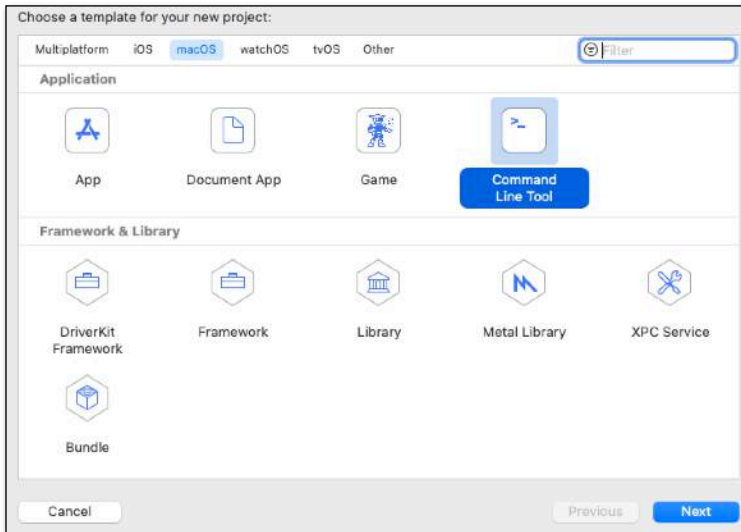 Choose a template for your new project:
Multiplatform iOS macOS watchOS tvOS Other Filter
Application
>_
App Document App Game Command
Line Tool
Framework & Library
DriverKit Framework Library Metal Library XPC Service
Framework
Bundle
Cancel Previous Next